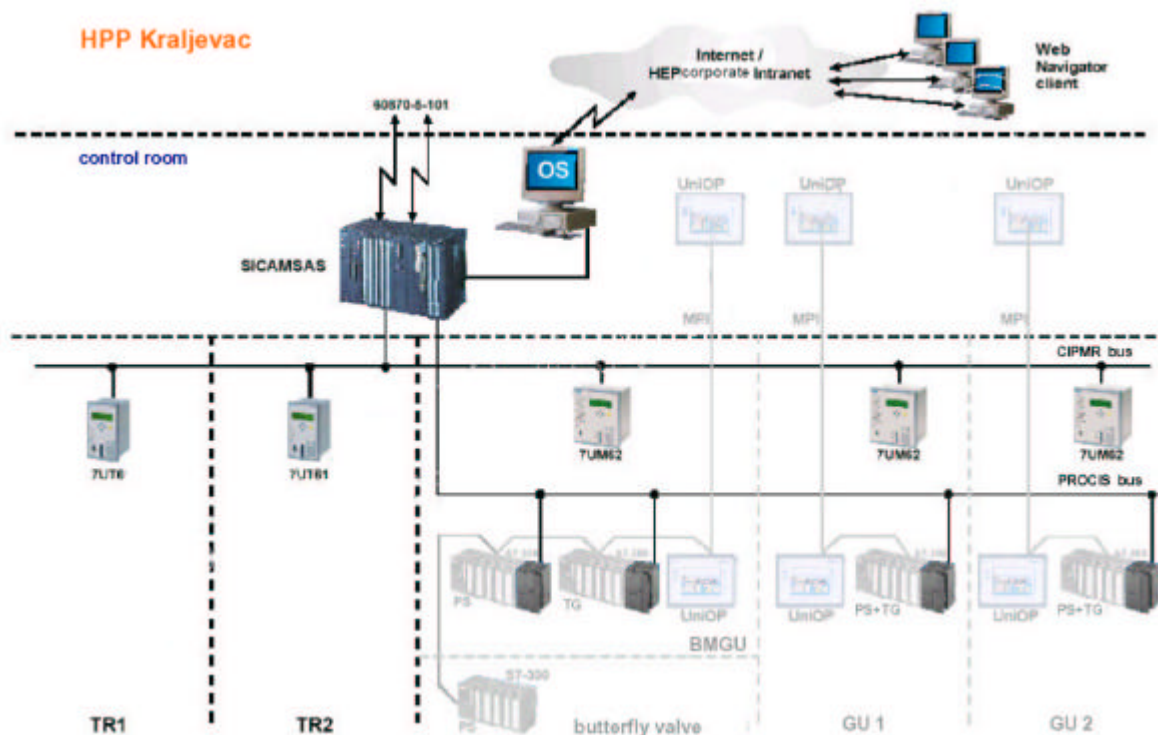 HPP Kraljevac
Internet /
HEPcorporate Intranet
Web
Navigator
client
60870-5-101
control room
OS
UniOP
UniOP
UniOP
SICAMSAS
MPI
MPI
MPI
CIPMR bus
7UT6
7UT61
7UM62
7UM62
7UM62
PROCIS bus
PS
TG
UniOP
UniOP
PS+TG
UniOP
PS+TG
BMGU
S7-300
PS
TR1
TR2
butterfly valve
GU 1
GU 2